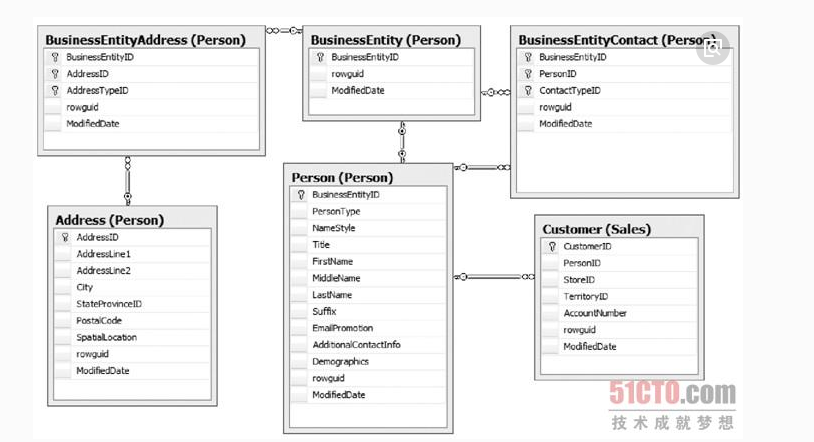 BusinessEntityAddress (Person)
BusinessEntityID
AddressID
AddressTypeID
rowguid
ModifiedDate
BusinessEntity (Person)
BusinessEntityID
rowguid
ModifiedDate
BusinessEntityContact (Person)
BusinessEntityID
PersonID
ContactTypeID
rowguid
ModifiedDate
Address (Person)
AddressID
AddressLine1
AddressLine2
City
StateProvinceID
PostalCode
SpatialLocation
rowguid
ModifiedDate
Person (Person)
BusinessEntityID
PersonType
NameStyle
Title
FirstName
MiddleName
LastName
Suffix
EmailPromotion
AdditionalContactInfo
Demographics
rowguid
ModifiedDate
Customer (Sales)
CustomerID
PersonID
StoreID
TerritoryID
AccountNumber
rowguid
ModifiedDate
51CTO.com
技术成就梦想